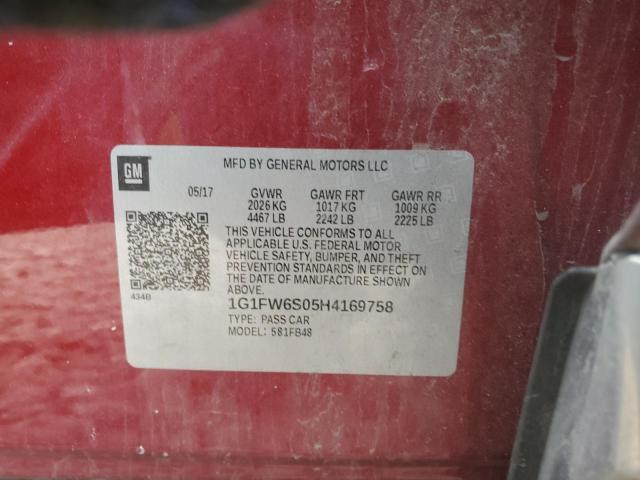 GM
MFD BY GENERAL MOTORS LLC
05/17 GVWR GAWR FRT GAWR RR
2026 KG 1017 KG 1009 KG
4467 LB 2242 LB 2225 LB
THIS VEHICLE CONFORMS TO ALL
APPLICABLE U.S. FEDERAL MOTOR
VEHICLE SAFETY, BUMPER, AND THEFT
PREVENTION STANDARDS IN EFFECT ON
THE DATE OF MANUFACTURE SHOWN ABOVE.
434B
1G1FW6S05H4169758
TYPE: PASS CAR
MODEL: 5B1FB48